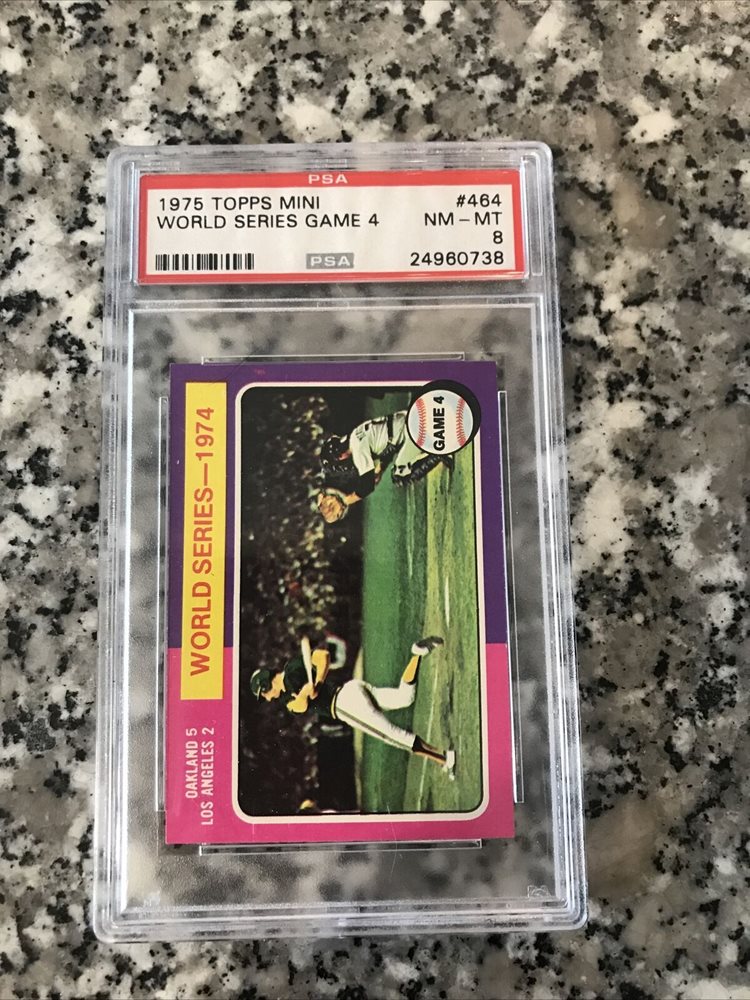 PSA
1975 TOPPS MINI #464
WORLD SERIES GAME 4 NM - MT
8
PSA 24960738
WORLD SERIES—1974
OAKLAND 5
LOS ANGELES 2
GAME 4